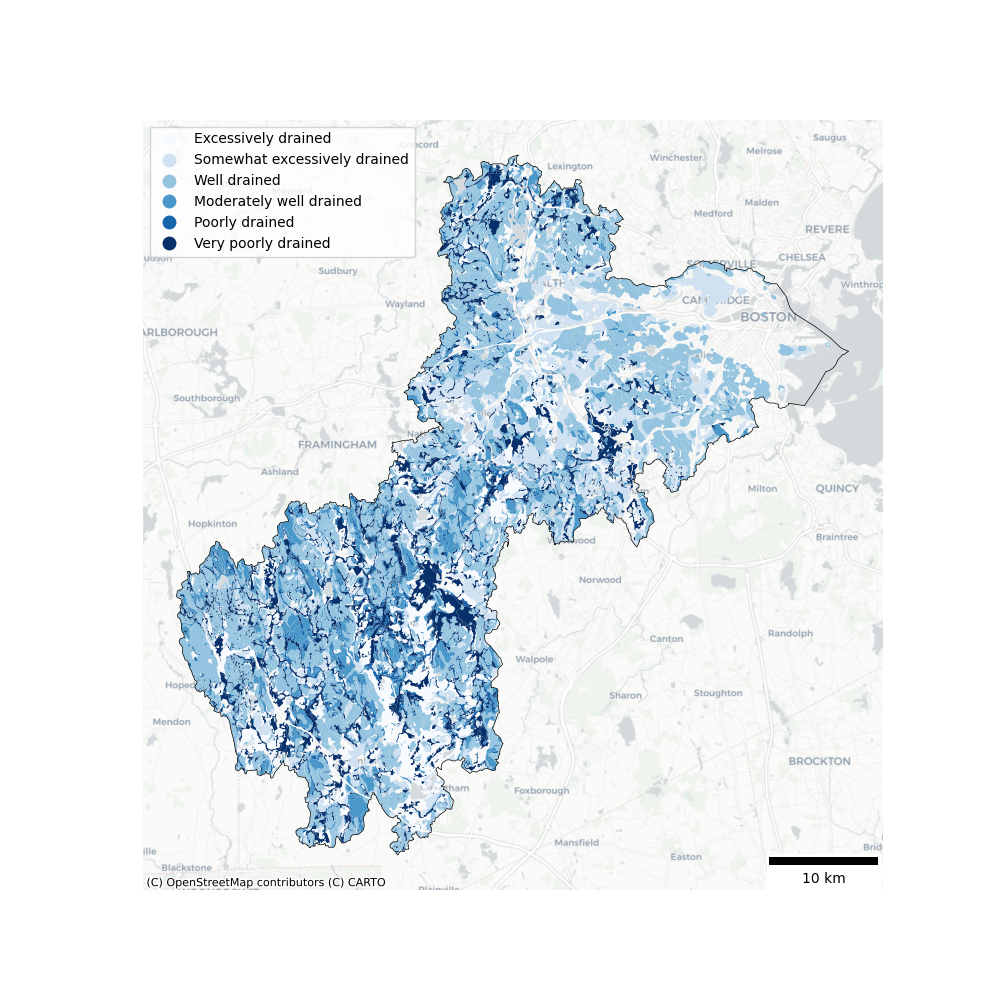 Excessively drained
Somewhat excessively drained
Well drained
Moderately well drained
Poorly drained
Very poorly drained
Saugus
Lexington
Winchester
Melrose
Malden
Medford
REVERE
CHELSEA
Sudbury
Winthrop
Wayland
BOSTON
Southborough
FRAMINGHAM
Ashland
Milton
QUINCY
Hopkinton
Braintree
Norwood
Canton
Randolph
Walpole
Sharon
Stoughton
Mendon
BROCKTON
Foxborough
Mansfield
Easton
Blackstone
10 km
(C) OpenStreetMap contributors (C) CARTO